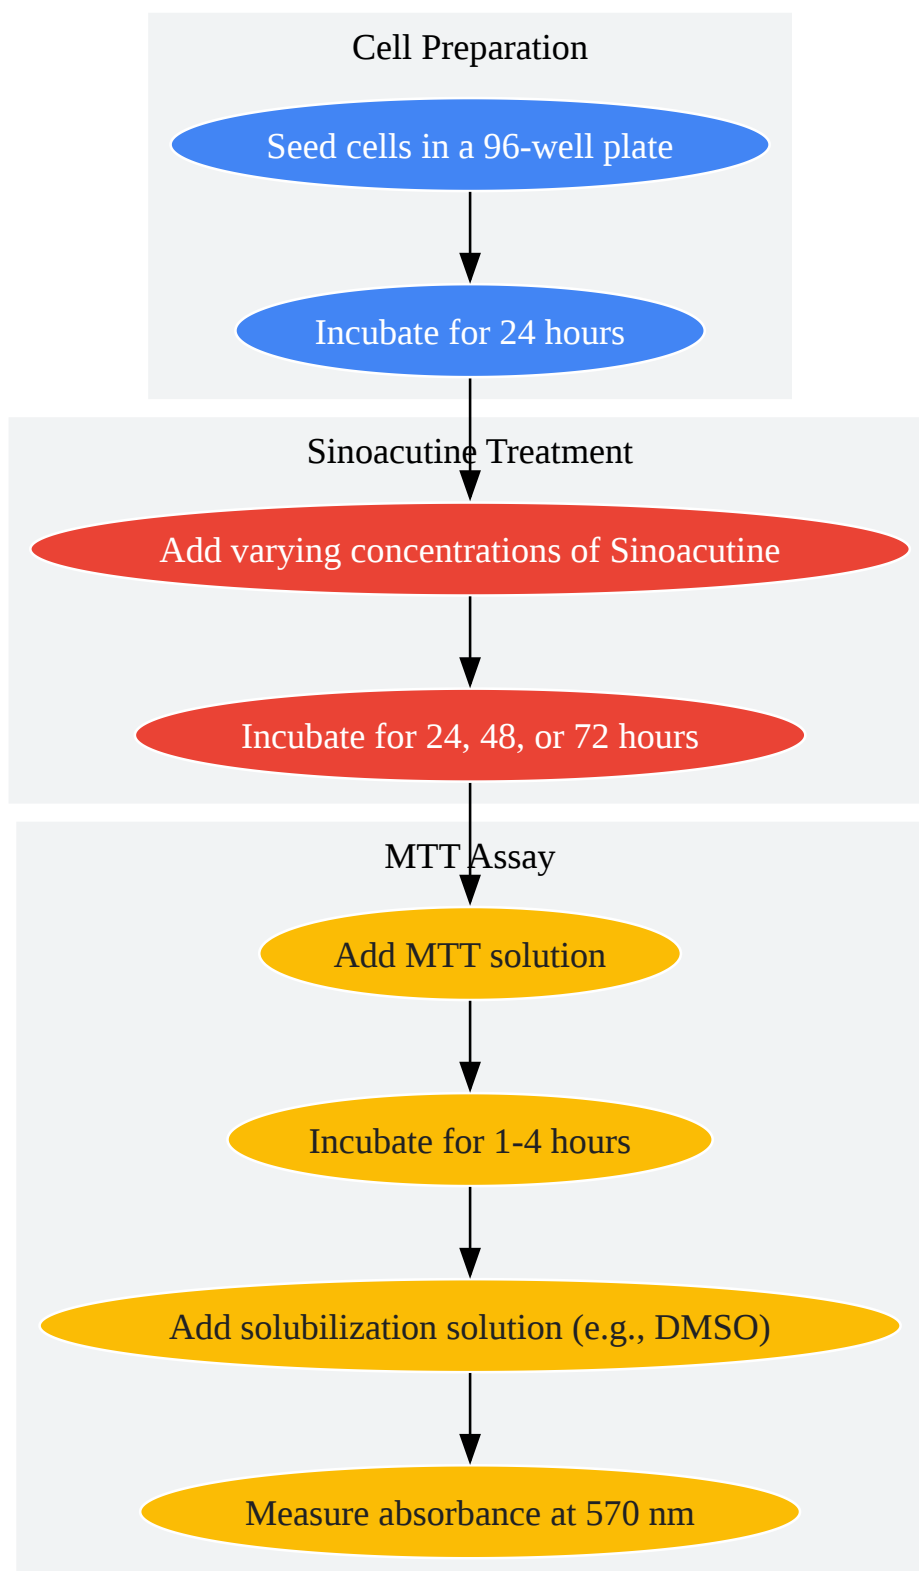 Cell Preparation
Seed cells in a 96-well plate
Incubate for 24 hours
Sinoacutine Treatment
Add varying concentrations of Sinoacutine
Incubate for 24, 48, or 72 hours
MTT Assay
Add MTT solution
Incubate for 1-4 hours
Add solubilization solution (e.g., DMSO)
Measure absorbance at 570 nm